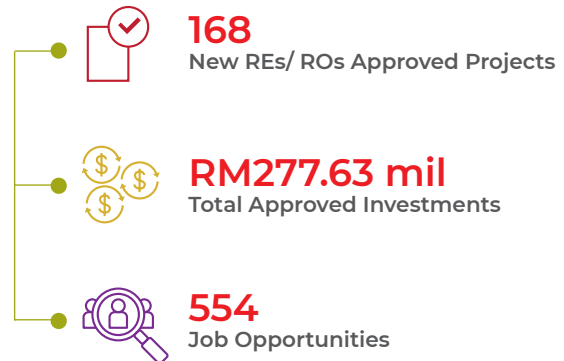 168
New REs/ ROs Approved Projects
RM277.63 mil
Total Approved Investments
554
Job Opportunities